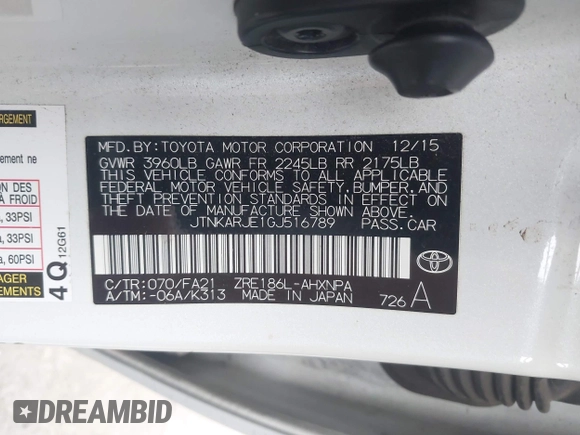 MFD. BY: TOYOTA MOTOR CORPORATION 12/15
GVWR 3960LB GAWR FR 2245LB RR 2175LB
THIS VEHICLE CONFORMS TO ALL APPLICABLE
FEDERAL MOTOR VEHICLE SAFETY, BUMPER, AND
THEFT PREVENTION STANDARDS IN EFFECT ON
THE DATE OF MANUFACTURE SHOWN ABOVE.
JTNKARJE1GJ516789 PASS. CAR
C/TR: 070/FA21 ZRE186L-AHXNPA
A/TM: -06A/K313 MADE IN JAPAN 726 A
TOYOTA
ARGEMENT
ement ne
ON DES
À FROID
a, 33PSI
a, 33PSI
a, 60PSI
AGER
EMENTS
4Q 12G61
DREAMBID